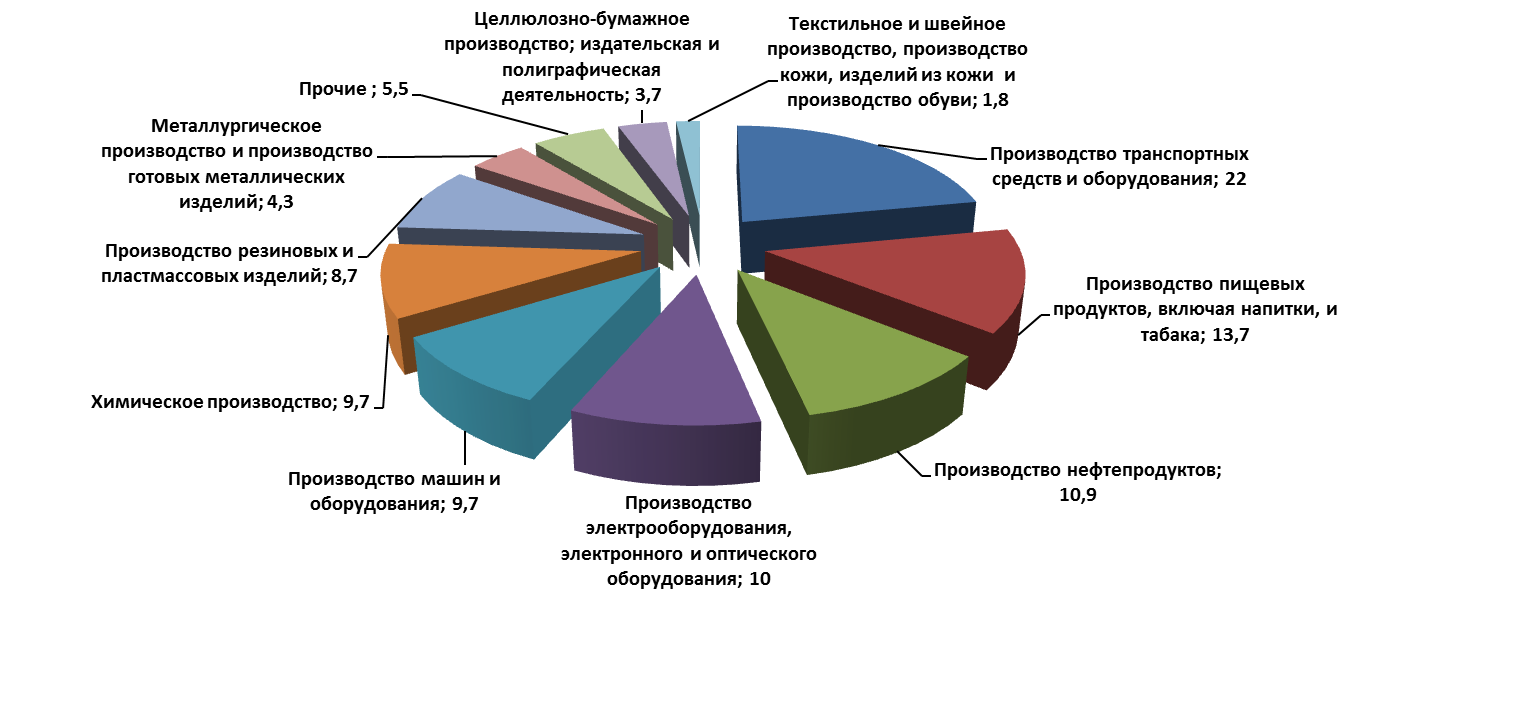 Целлюлозно-бумажное
производство; издательская и
полиграфическая
деятельность; 3,7
Текстильное и швейное
производство, производство
кожи, изделий из кожи и
производство обуви; 1,8
Прочие ; 5,5
Металлургическое
производство и производство
готовых металлических
изделий; 4,3
Производство транспортных
средств и оборудования; 22
Производство резиновых и
пластмассовых изделий; 8,7
Производство пищевых
продуктов, включая напитки, и
табака; 13,7
Химическое производство; 9,7
Производство машин и
оборудования; 9,7
Производство нефтепродуктов;
10,9
Производство
электрооборудования,
электронного и оптического
оборудования; 10